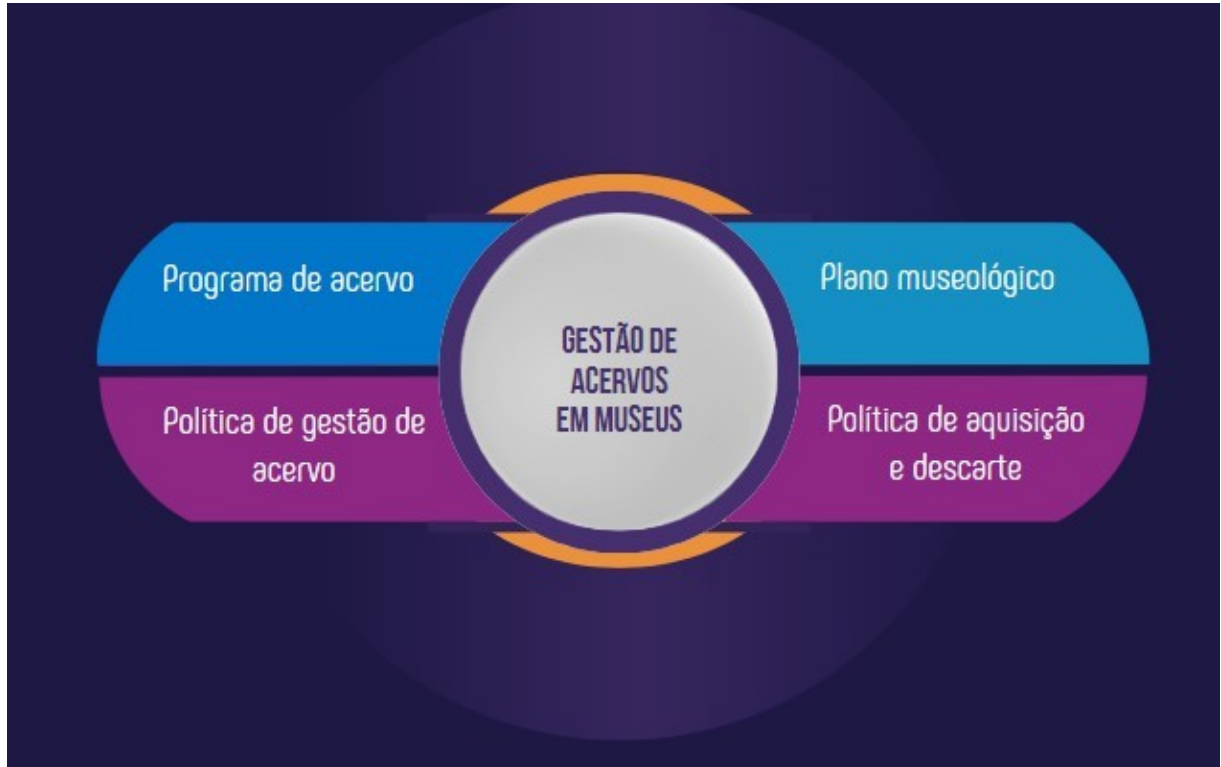 Programa de acervo
Política de gestão de
acervo
GESTÃO DE
ACERVOS
EM MUSEUS
Plano museológico
Política de aquisição
e descarte